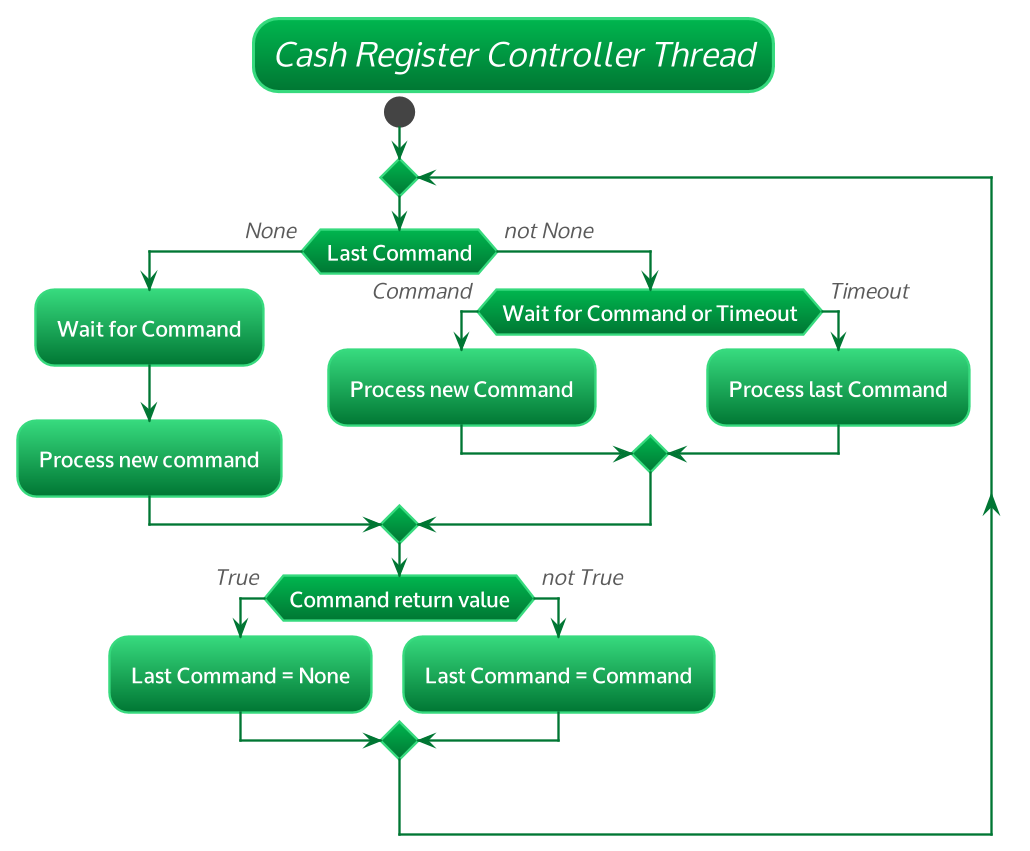 Cash Register Controller Thread
None
Last Command
not None
Command
Wait for Command or Timeout
Timeout
Wait for Command
Process new Command
Process last Command
Process new command
True
Command return value
not True
Last Command = None
Last Command = Command